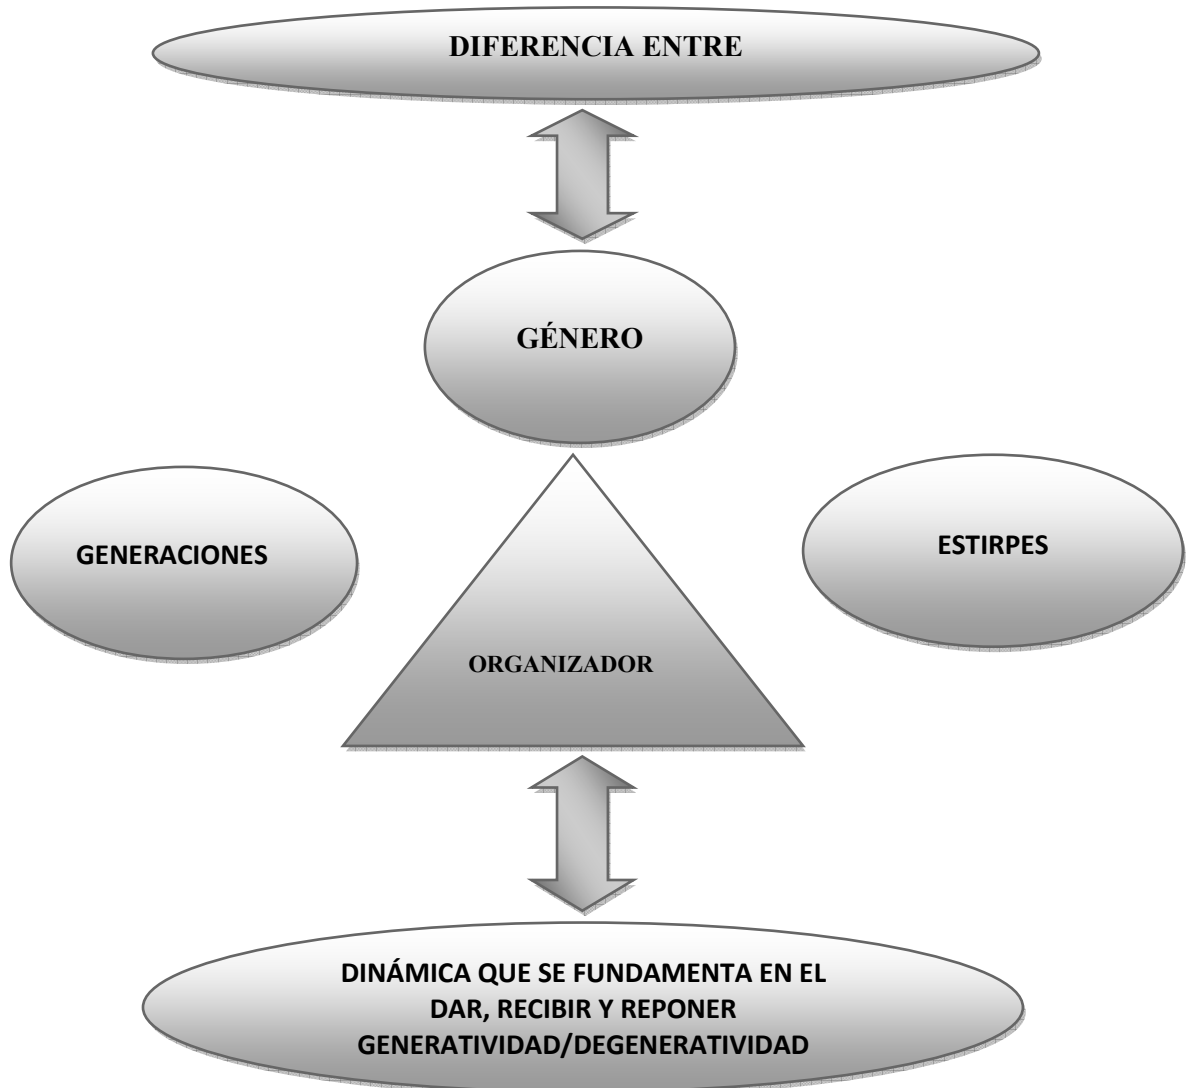 DIFERENCIA ENTRE
GÉNERO
GENERACIONES
ESTIRPES
ORGANIZADOR
DINÁMICA QUE SE FUNDAMENTA EN EL
DAR, RECIBIR Y REPONER
GENERATIVIDAD/DEGENERATIVIDAD